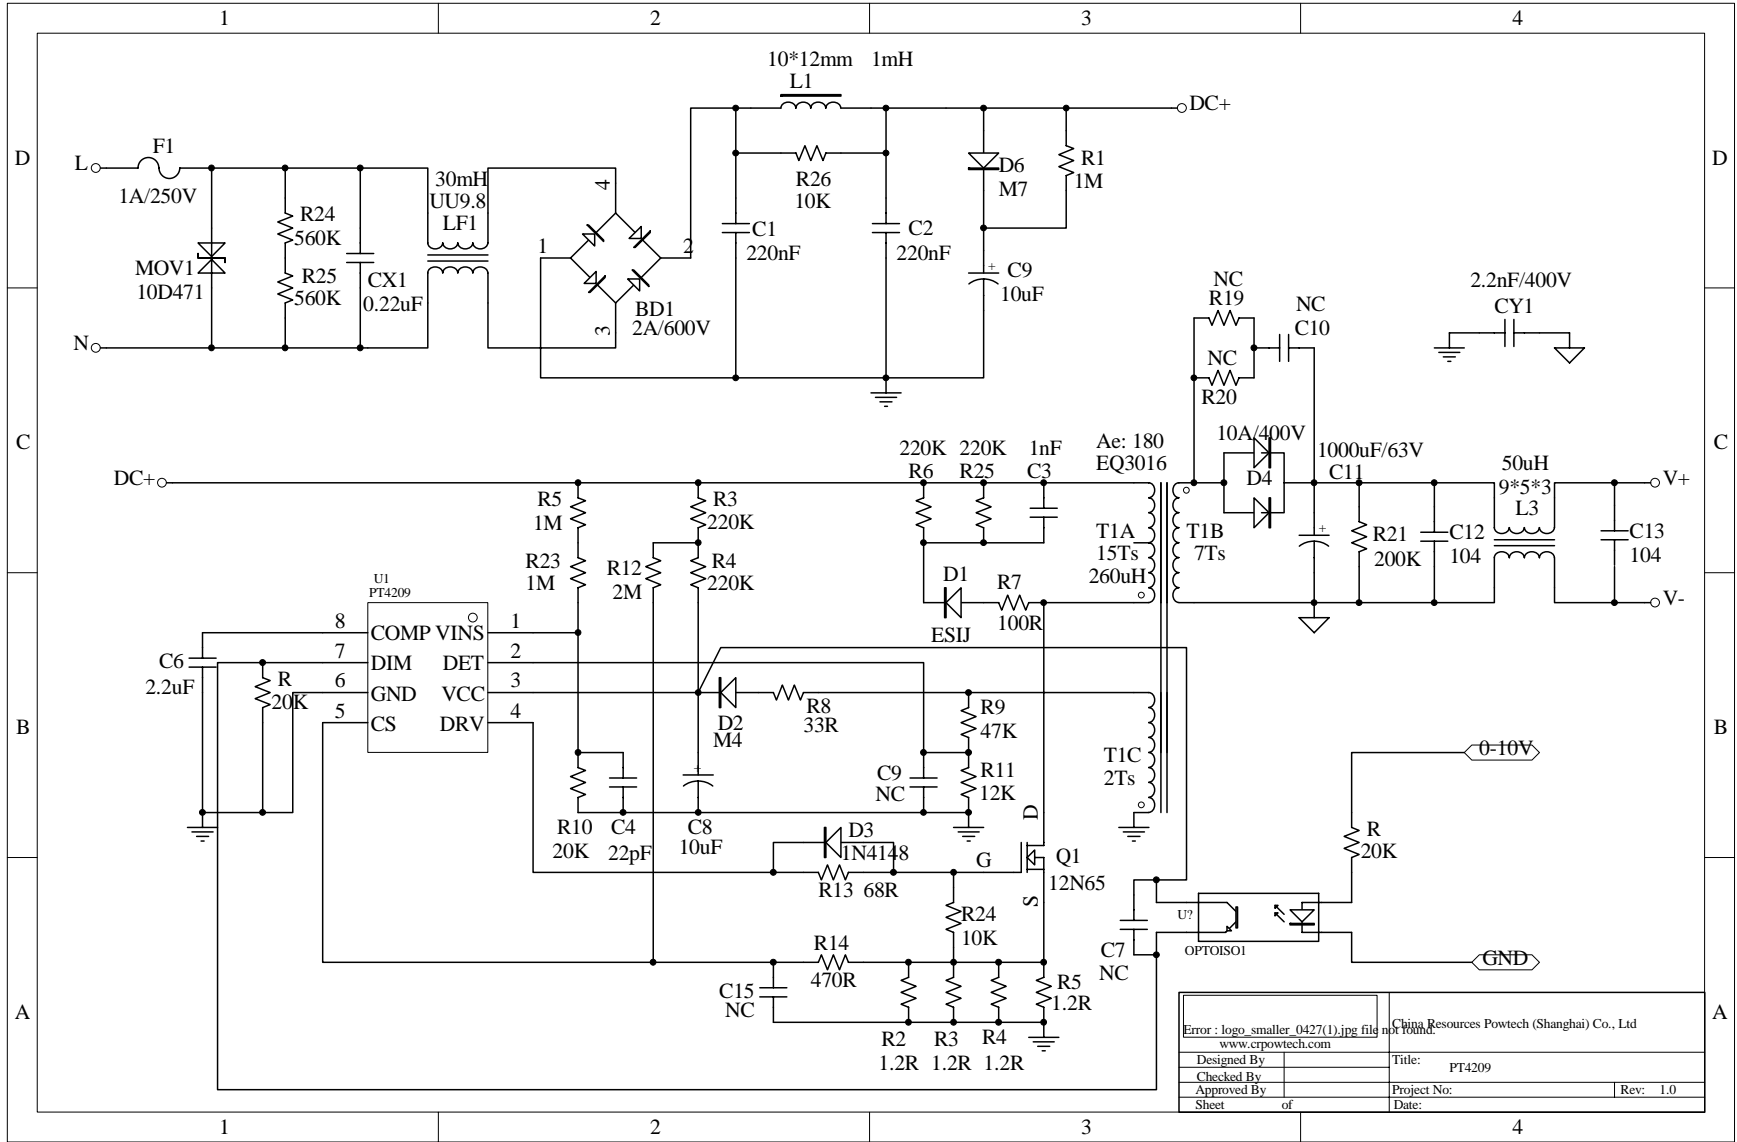 1 2 3 4
D
C
B
A
D
C
B
A
1 2 3 4
10*12mm 1mH
L1
DC+
L
F1
1A/250V
R24
560K
R25
560K
MOV1
10D471
CX1
0.22uF
30mH
UU9.8
LF1
N
4
1
2
3
BD1
2A/600V
R26
10K
C1
220nF
C2
220nF
D6
M7
R1
1M
C9
10uF
NC
R19
NC
C10
NC
R20
2.2nF/400V
CY1
DC+
R5
1M
R3
220K
R23
1M
R12
2M
R4
220K
220K
R6
220K
R25
1nF
C3
Ae: 180
EQ3016
T1A
15Ts
260uH
T1B
7Ts
10A/400V
D4
1000uF/63V
C11
R21
200K
C12
104
50uH
9*5*3
L3
C13
104
V+
V-
D1
ESIJ
R7
100R
U1
PT4209
8 COMP VINS 1
7 DIM DET 2
6 GND VCC 3
5 CS DRV 4
C6
2.2uF
R
20K
D2
M4
R8
33R
R9
47K
T1C
2Ts
C9
NC
R11
12K
R10
20K
C4
22pF
C8
10uF
D3
1N4148
R13 68R
G
D
S
Q1
12N65
R24
10K
R14
470R
C15
NC
R2
1.2R
R3
1.2R
R4
1.2R
R5
1.2R
C7
NC
U?
OPTOISO1
0-10V
R
20K
GND
Error : logo_smaller_0427(1).jpg file not found.
www.crpowtech.com
China Resources Powtech (Shanghai) Co., Ltd
Designed By
Checked By
Approved By
Sheet of
Title:
PT4209
Project No:
Rev: 1.0
Date: